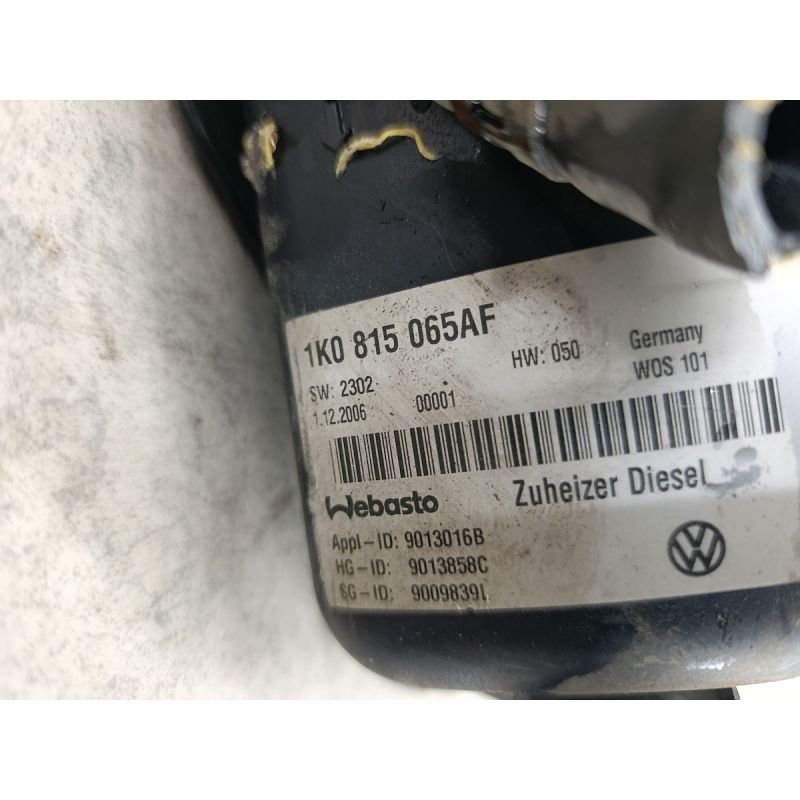 1K0 815 065AF
SW: 2302 HW: 050 Germany
1.12.2006 00001 WOS 101
Webasto Zuheizer Diesel
Appl-ID: 9013016B
HG-ID: 9013858C
SG-ID: 9009839L